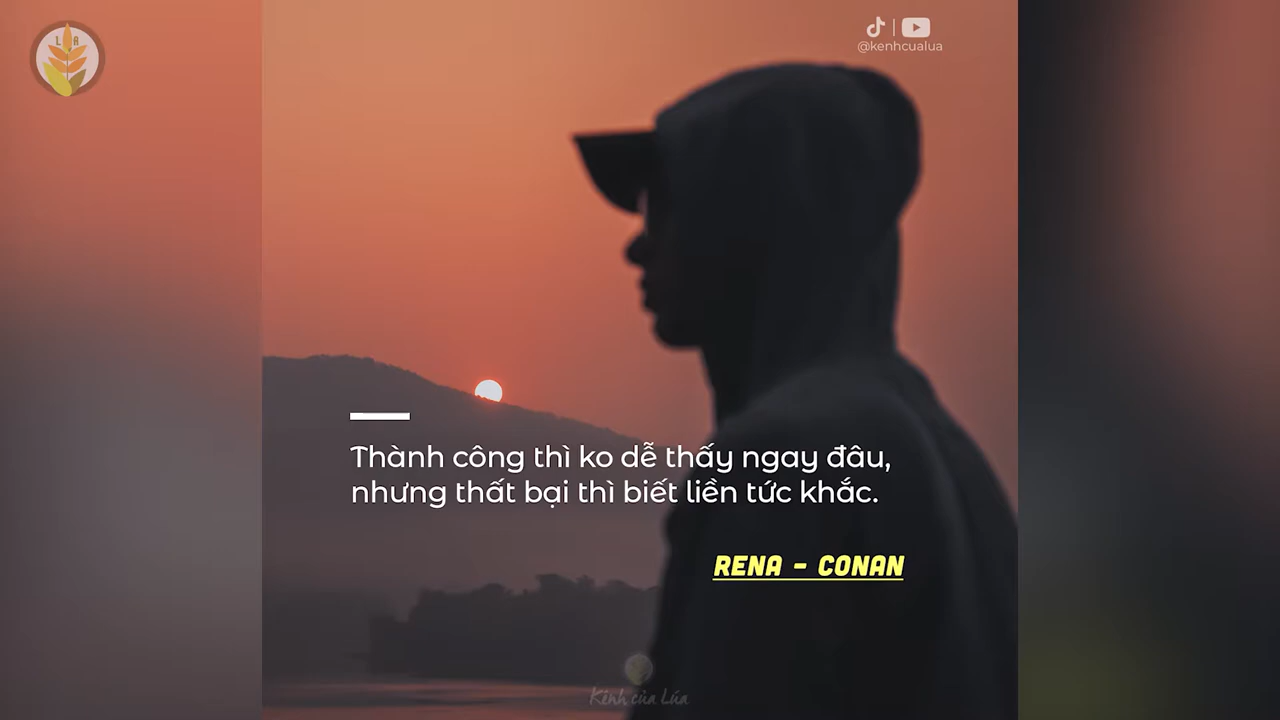 L R
@kenhcualua
Thành công thì ko dễ thấy ngay đâu,
nhưng thất bại thì biết liền tức khắc.
RENA - CONAN
Kênh của Lúa